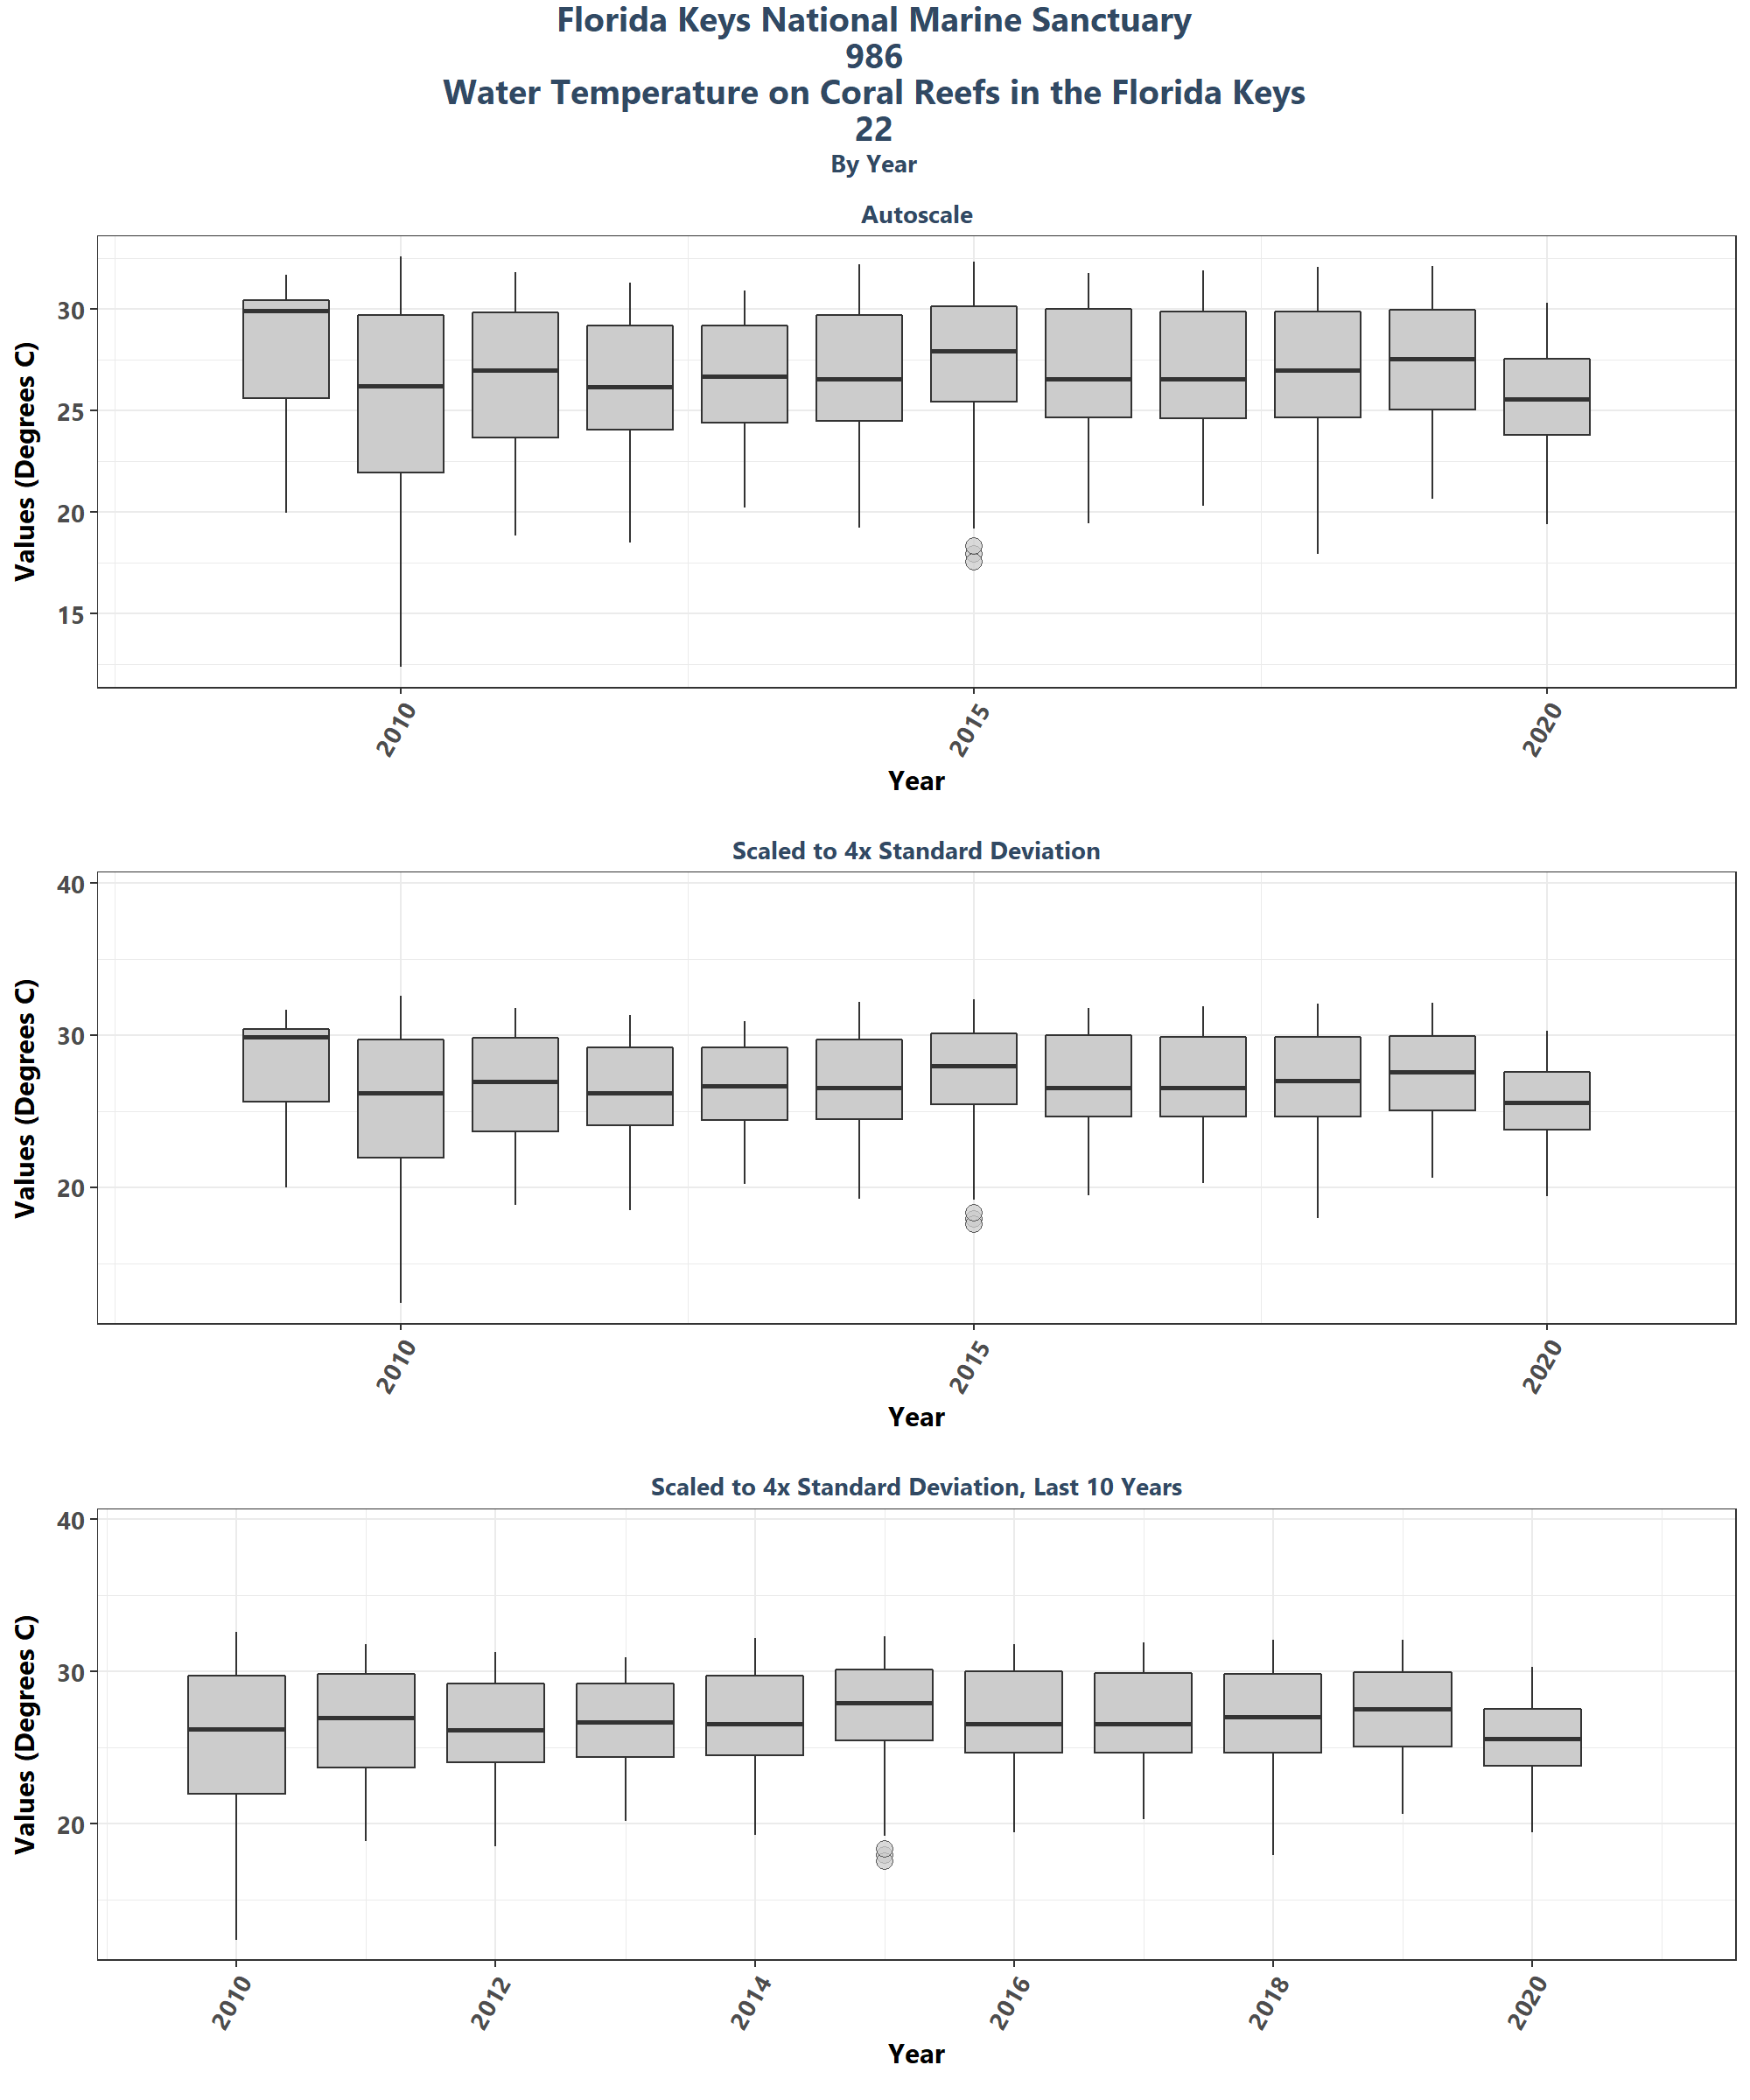 Florida Keys National Marine Sanctuary
986
Water Temperature on Coral Reefs in the Florida Keys
22
By Year
Autoscale
Values (Degrees C)
30
25
20
15
2010
2015
2020
Year
Scaled to 4x Standard Deviation
Values (Degrees C)
40
30
20
2010
2015
2020
Year
Scaled to 4x Standard Deviation, Last 10 Years
Values (Degrees C)
40
30
20
2010
2012
2014
2016
2018
2020
Year